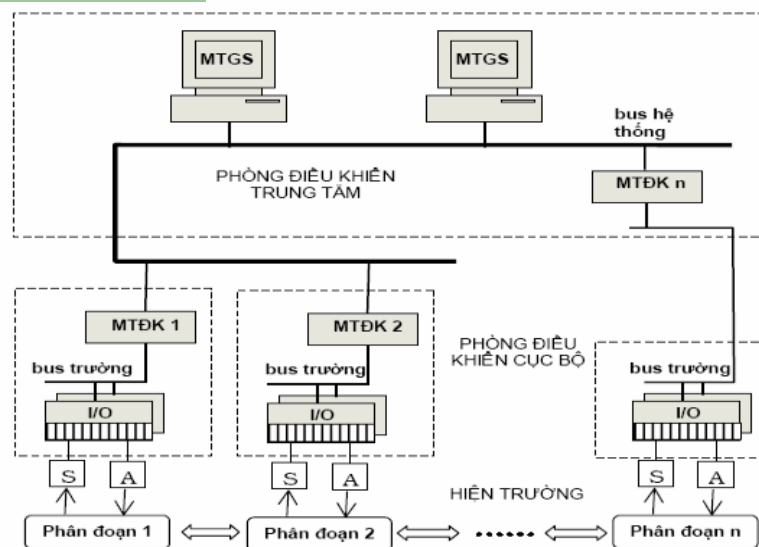 MTGS
MTGS
bus hệ
thống
PHÒNG ĐIỀU KHIỂN
TRUNG TÂM
MTĐK n
MTĐK 1
MTĐK 2
PHÒNG ĐIỀU
KHIỂN CỤC BỘ
bus trường
bus trường
bus trường
I/O
I/O
I/O
S
A
S
A
S
A
HIỆN TRƯỜNG
Phân đoạn 1
Phân đoạn 2
......
Phân đoạn n